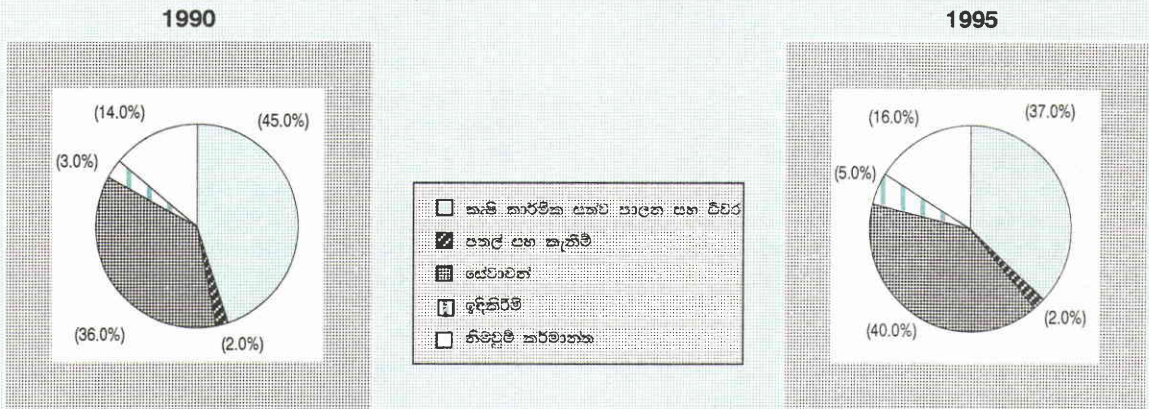 1990
1995
(14.0%)
(45.0%)
(3.0%)
(36.0%)
(2.0%)
කෘෂි කාර්මික සත්ව පාලන සහ ධීවර
පතල් සහ කැනීම්
සේවාවන්
ඉදිකිරීම්
නිමැවුම් කර්මාන්ත
(16.0%)
(37.0%)
(5.0%)
(40.0%)
(2.0%)